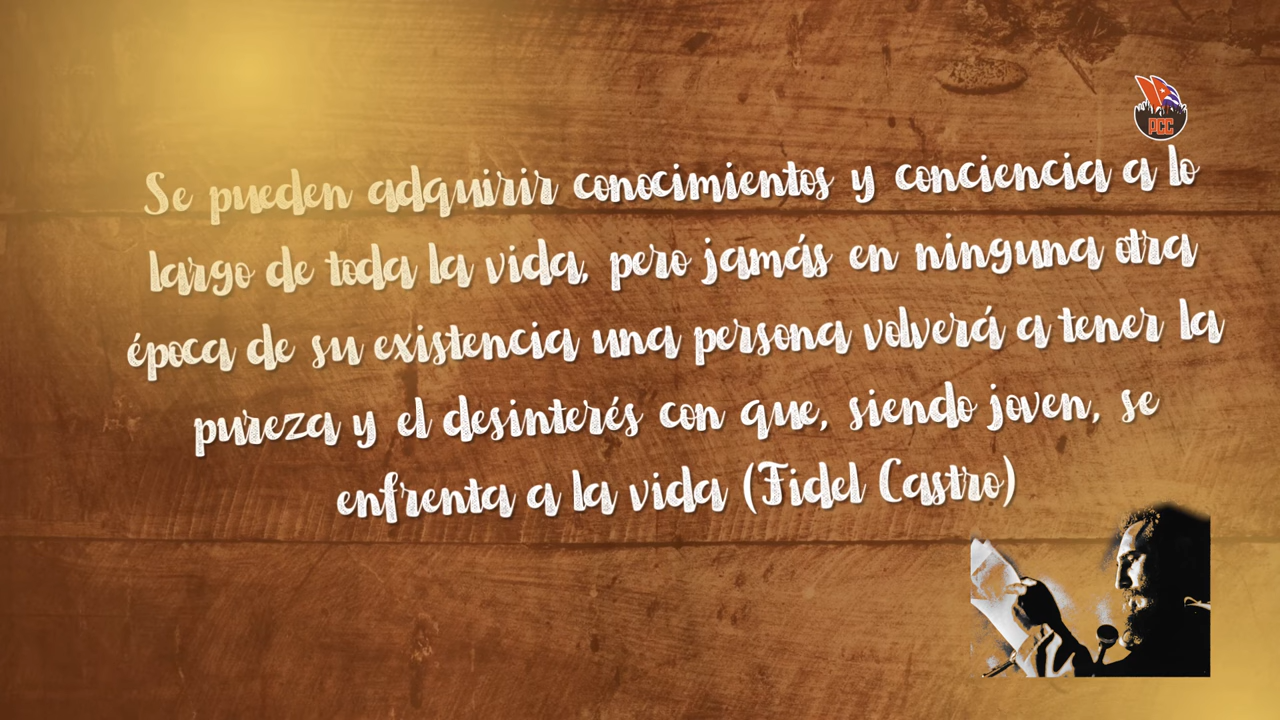 PCC
Se pueden adquirir conocimientos y conciencia a lo
largo de toda la vida, pero jamás en ninguna otra
época de su existencia una persona volverá a tener la
pureza y el desinterés con que, siendo joven, se
enfrenta a la vida (Fidel Castro)